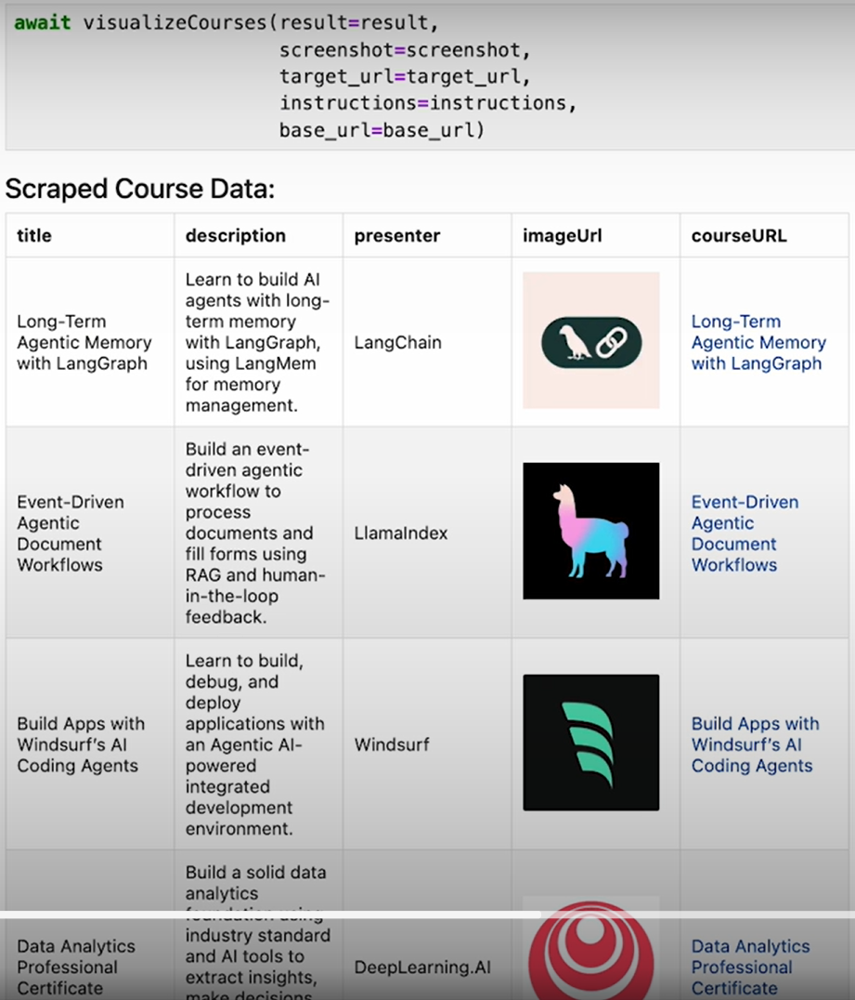 await visualizeCourses(result=result,
screenshot=screenshot,
target_url=target_url,
instructions=instructions,
base_url=base_url)
Scraped Course Data:
title
description
presenter
imageUrl
courseURL
Long-Term
Agentic Memory
with LangGraph
Learn to build AI
agents with long-
term memory
with LangGraph,
using LangMem
for memory
management.
LangChain
Long-Term
Agentic Memory
with LangGraph
Event-Driven
Agentic
Document
Workflows
Build an event-
driven agentic
workflow to
process
documents and
fill forms using
RAG and human-
in-the-loop
feedback.
LlamaIndex
Event-Driven
Agentic
Document
Workflows
Build Apps with
Windsurf’s AI
Coding Agents
Learn to build,
debug, and
deploy
applications with
an Agentic AI-
powered
integrated
development
environment.
Windsurf
Build Apps with
Windsurf’s AI
Coding Agents
Data Analytics
Professional
Certificate
Build a solid data
analytics
foundation using
industry standard
and AI tools to
extract insights,
make decisions
DeepLearning.AI
Data Analytics
Professional
Certificate